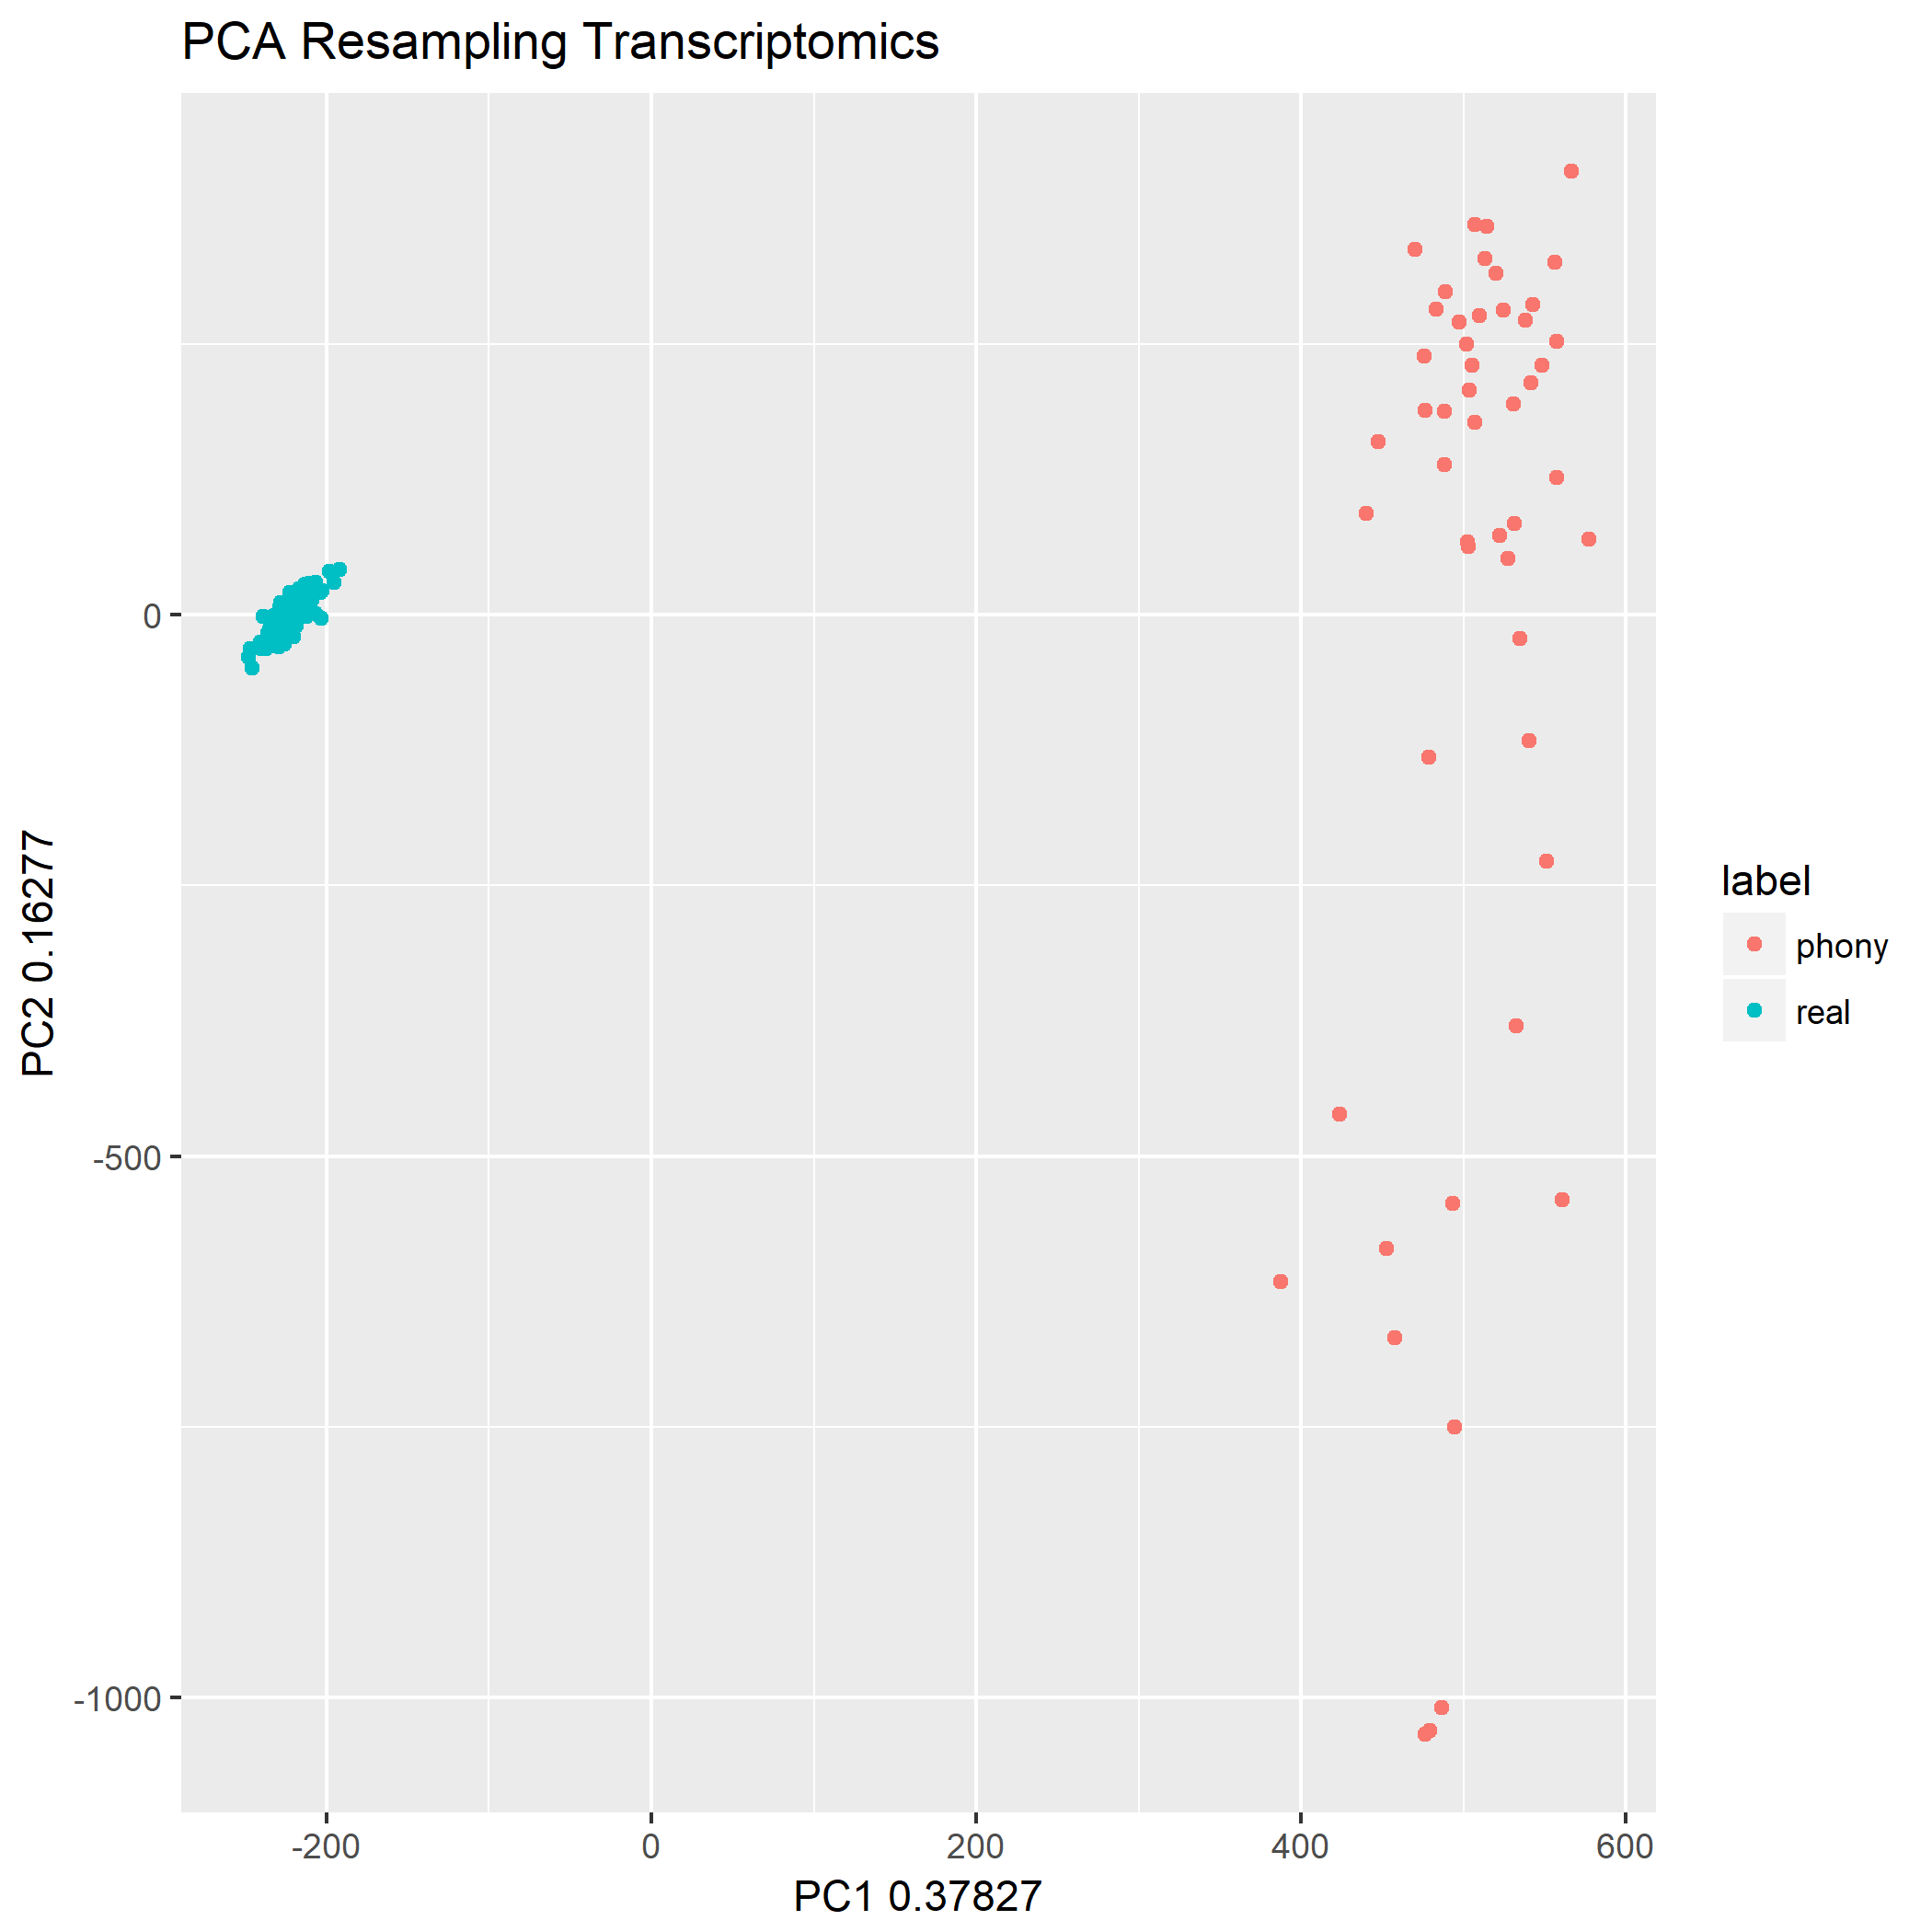 PCA Resampling Transcriptomics
0
-500
-1000
PC2 0.16277
-200 0 200 400 600
PC1 0.37827
label
phony
real